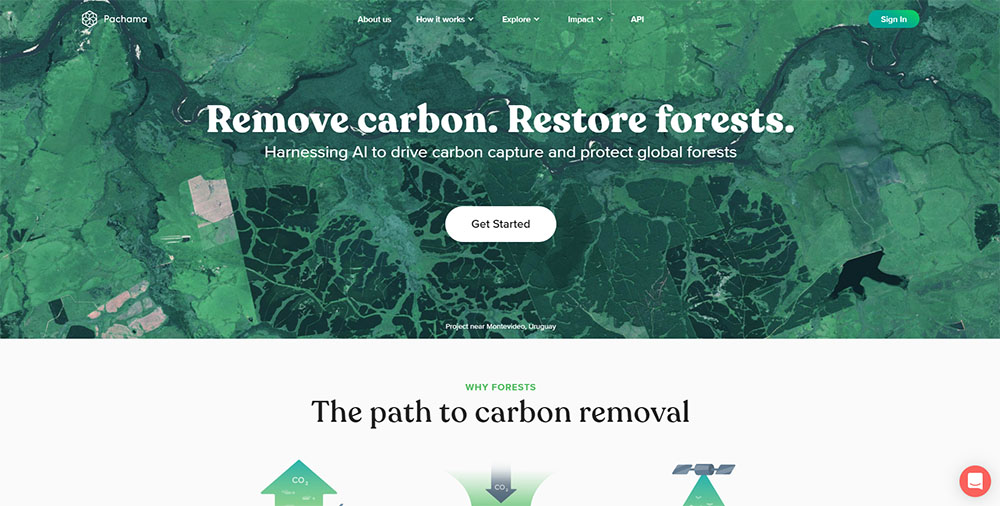 Pachama
About us
How it works
Explore
Impact
API
Sign In
Remove carbon. Restore forests.
Harnessing AI to drive carbon capture and protect global forests
Get Started
Project near Montevideo, Uruguay
WHY FORESTS
The path to carbon removal
CO2
CO2